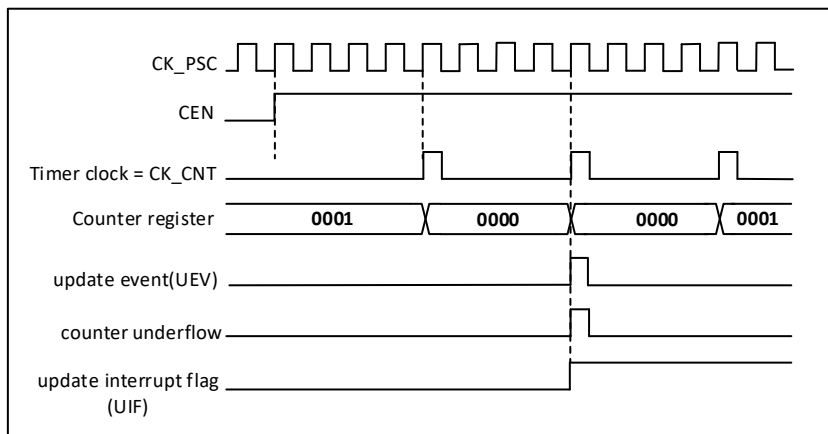 CK_PSC
CEN
Timer clock = CK_CNT
Counter register
0001
0000
0000
0001
update event(UEV)
counter underflow
update interrupt flag
(UIF)